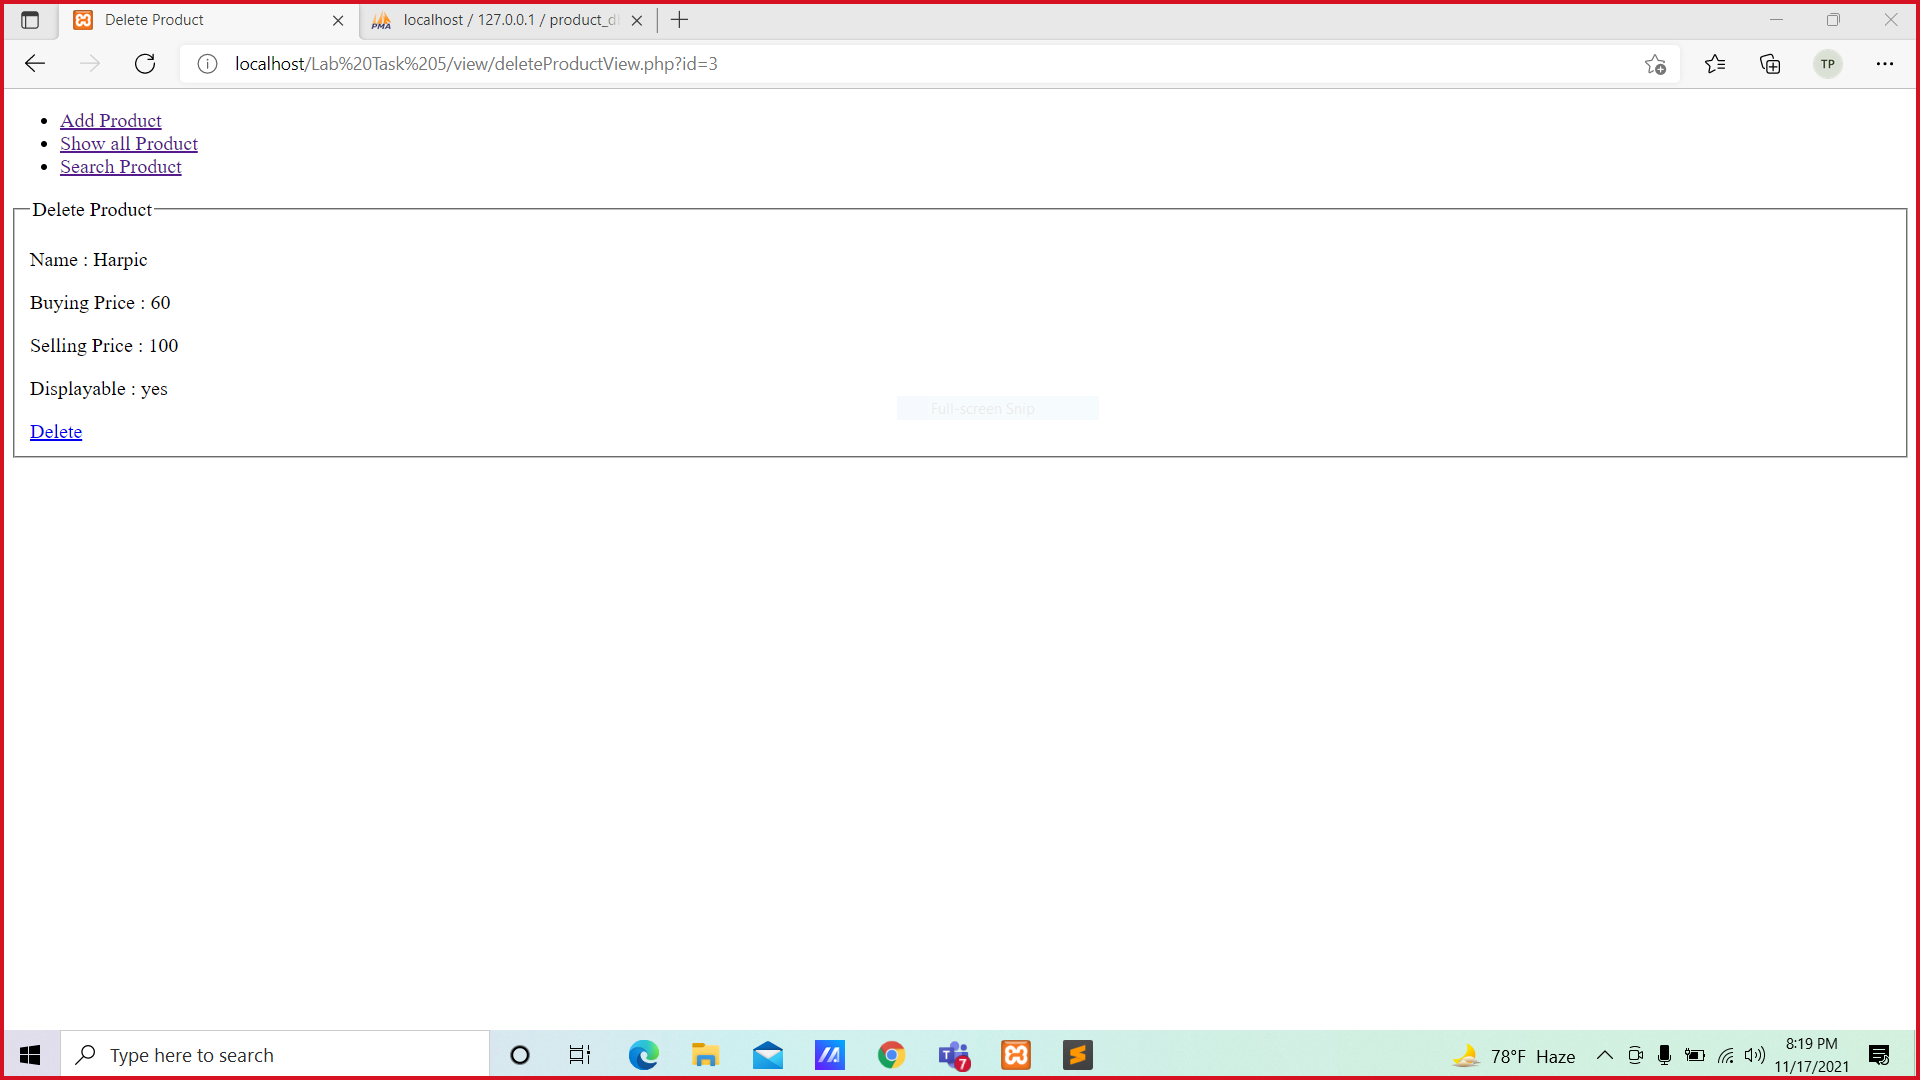 Delete Product
localhost / 127.0.0.1 / product_d
localhost/Lab%20Task%205/view/deleteProductView.php?id=3
TP
Add Product
Show all Product
Search Product
Delete Product
Name : Harpic
Buying Price : 60
Selling Price : 100
Displayable : yes
Full-screen Snip
Delete
Type here to search
7
78°F Haze
8:19 PM
11/17/2021